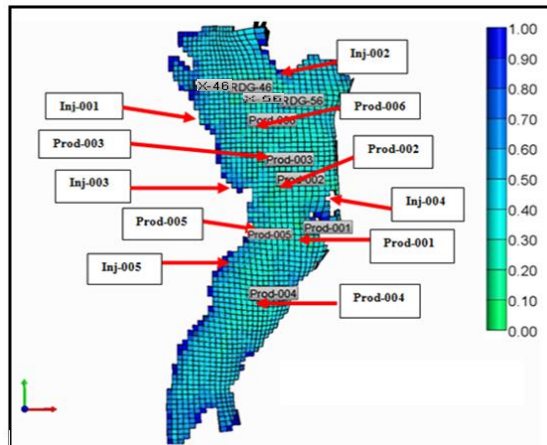 1.00
Inj-002
0.90
X-46 RDG-46
0.80
X-56 RDG-56
Inj-001
Prod-006
0.70
Prod-003
Prod-003
Prod-002
0.60
Prod-002
Inj-003
0.50
Inj-004
0.40
Prod-005
Prod-001
Prod-005
Prod-001
0.30
Inj-005
0.20
Prod-004
Prod-004
0.10
0.00